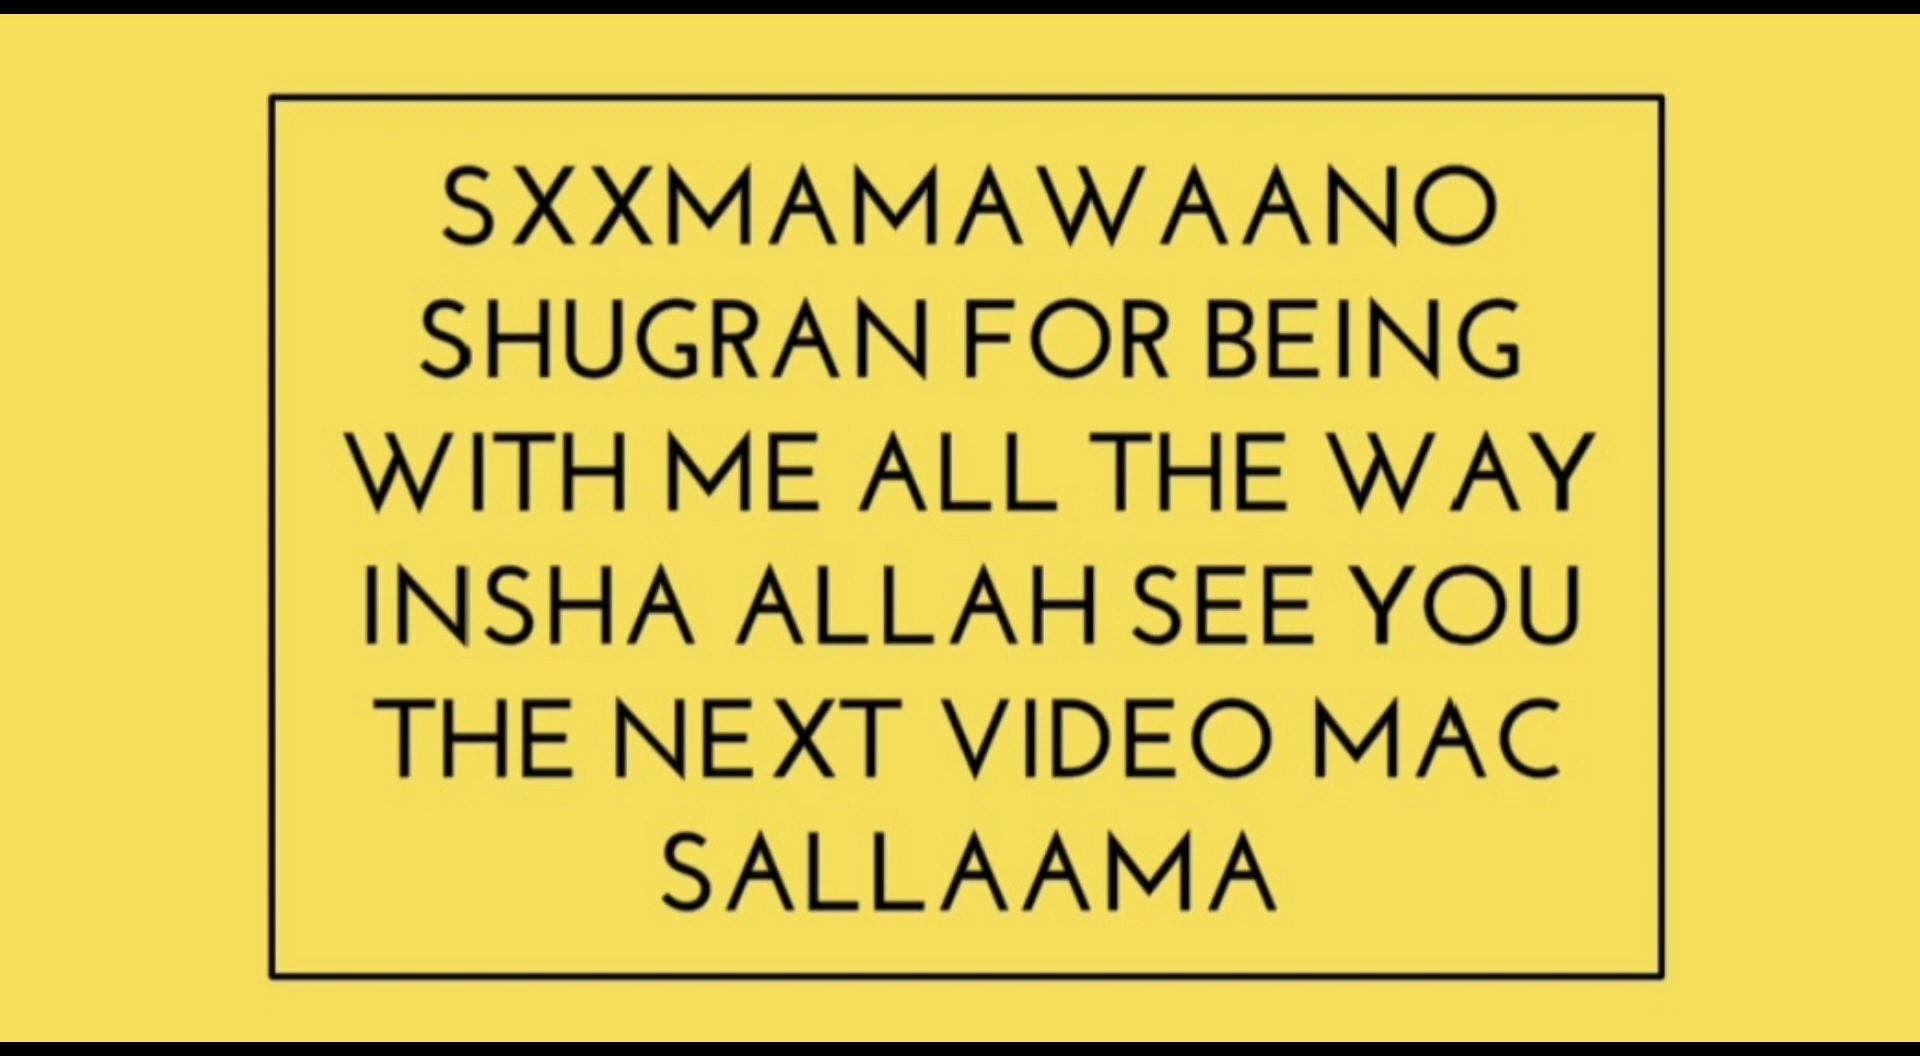 SXXMAMAWAANO
SHUGRAN FOR BEING
WITH ME ALL THE WAY
INSHA ALLAH SEE YOU
THE NEXT VIDEO MAC
SALLAAMA